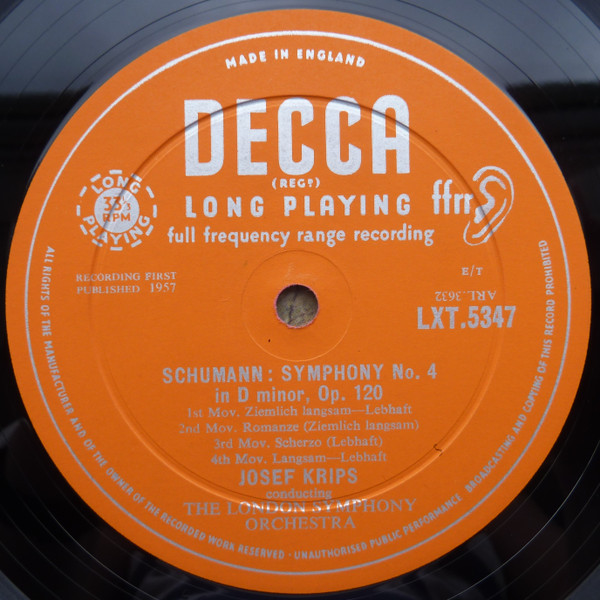 MADE IN ENGLAND
DECCA
(REGD)
LONG PLAYING
ffrr
full frequency range recording
LONG PLAYING
33⅓
RPM
RECORDING FIRST
PUBLISHED 1957
E/T
ARL.3632
LXT.5347
SCHUMANN: SYMPHONY No. 4
in D minor, Op. 120
1st Mov. Ziemlich langsam—Lebhaft
2nd Mov. Romanze (Ziemlich langsam)
3rd Mov. Scherzo (Lebhaft)
4th Mov. Langsam—Lebhaft
JOSEF KRIPS
conducting
THE LONDON SYMPHONY
ORCHESTRA
ALL RIGHTS OF THE MANUFACTURER AND OF THE OWNER OF THE RECORDED WORK RESERVED - UNAUTHORISED PUBLIC PERFORMANCE BROADCASTING AND COPYING OF THIS RECORD PROHIBITED